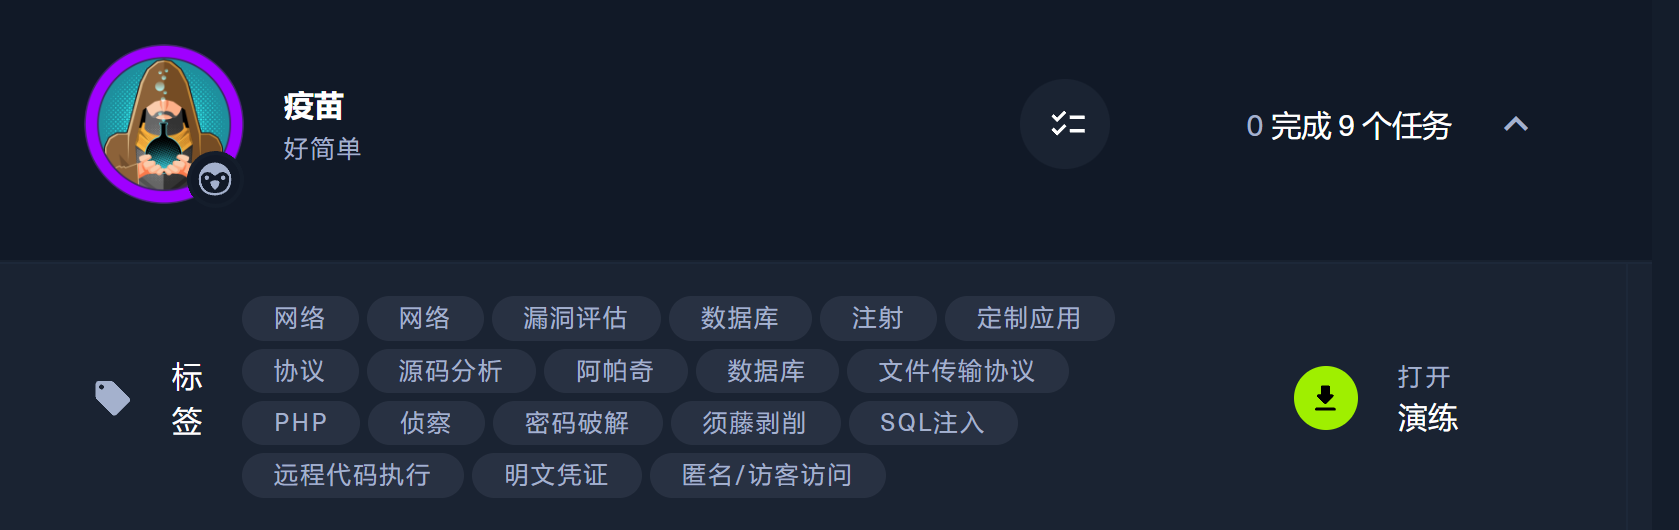 疫苗
好简单
0 完成 9 个任务
标签
网络 网络 漏洞评估 数据库 注射 定制应用
协议 源码分析 阿帕奇 数据库 文件传输协议
PHP 侦察 密码破解 须藤剥削 SQL注入
远程代码执行 明文凭证 匿名/访客访问
打开
演练